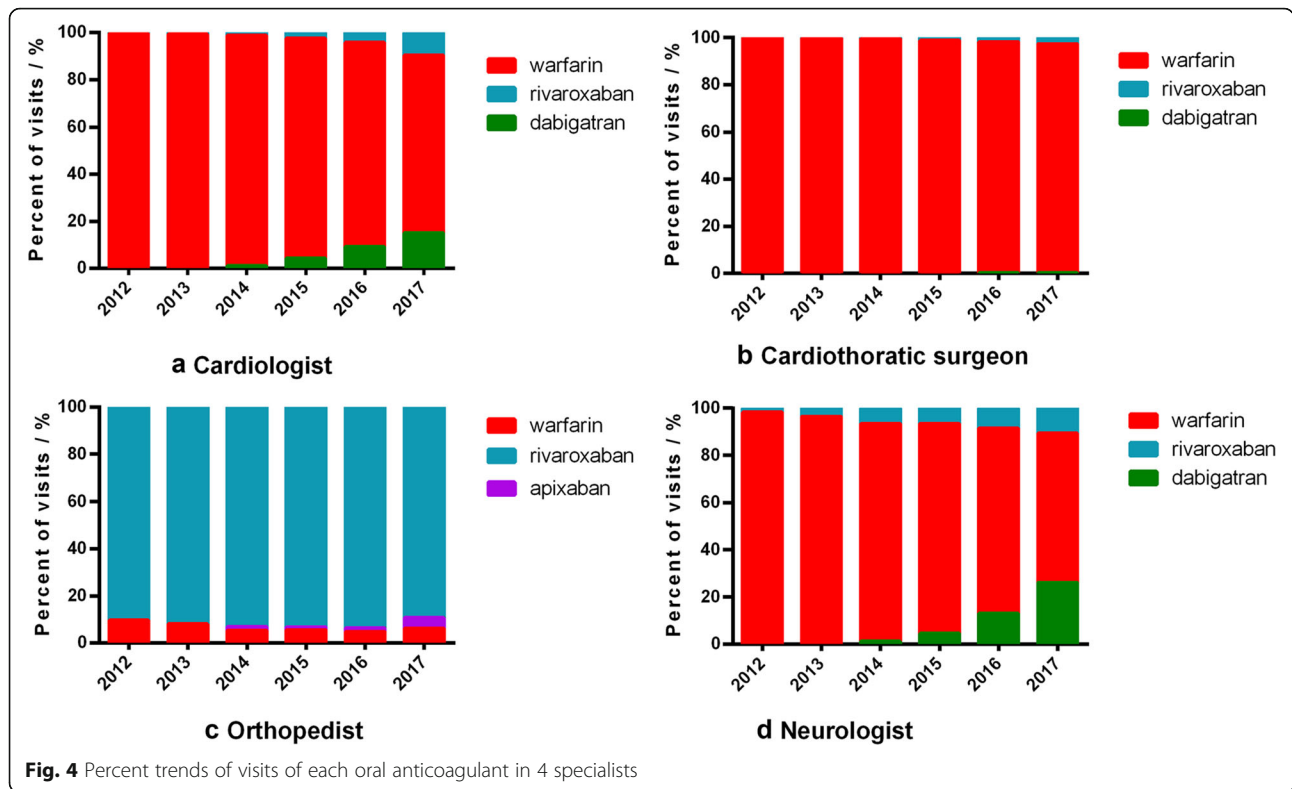 Percent of visits / %
100
80
60
40
20
0
2012
2013
2014
2015
2016
2017
warfarin
rivaroxaban
dabigatran
a Cardiologist
Percent of visits / %
100
80
60
40
20
0
2012
2013
2014
2015
2016
2017
warfarin
rivaroxaban
dabigatran
b Cardiothoratic surgeon
Percent of visits / %
100
80
60
40
20
0
2012
2013
2014
2015
2016
2017
warfarin
rivaroxaban
apixaban
c Orthopedist
Percent of visits / %
100
80
60
40
20
0
2012
2013
2014
2015
2016
2017
warfarin
rivaroxaban
dabigatran
d Neurologist
Fig. 4 Percent trends of visits of each oral anticoagulant in 4 specialists